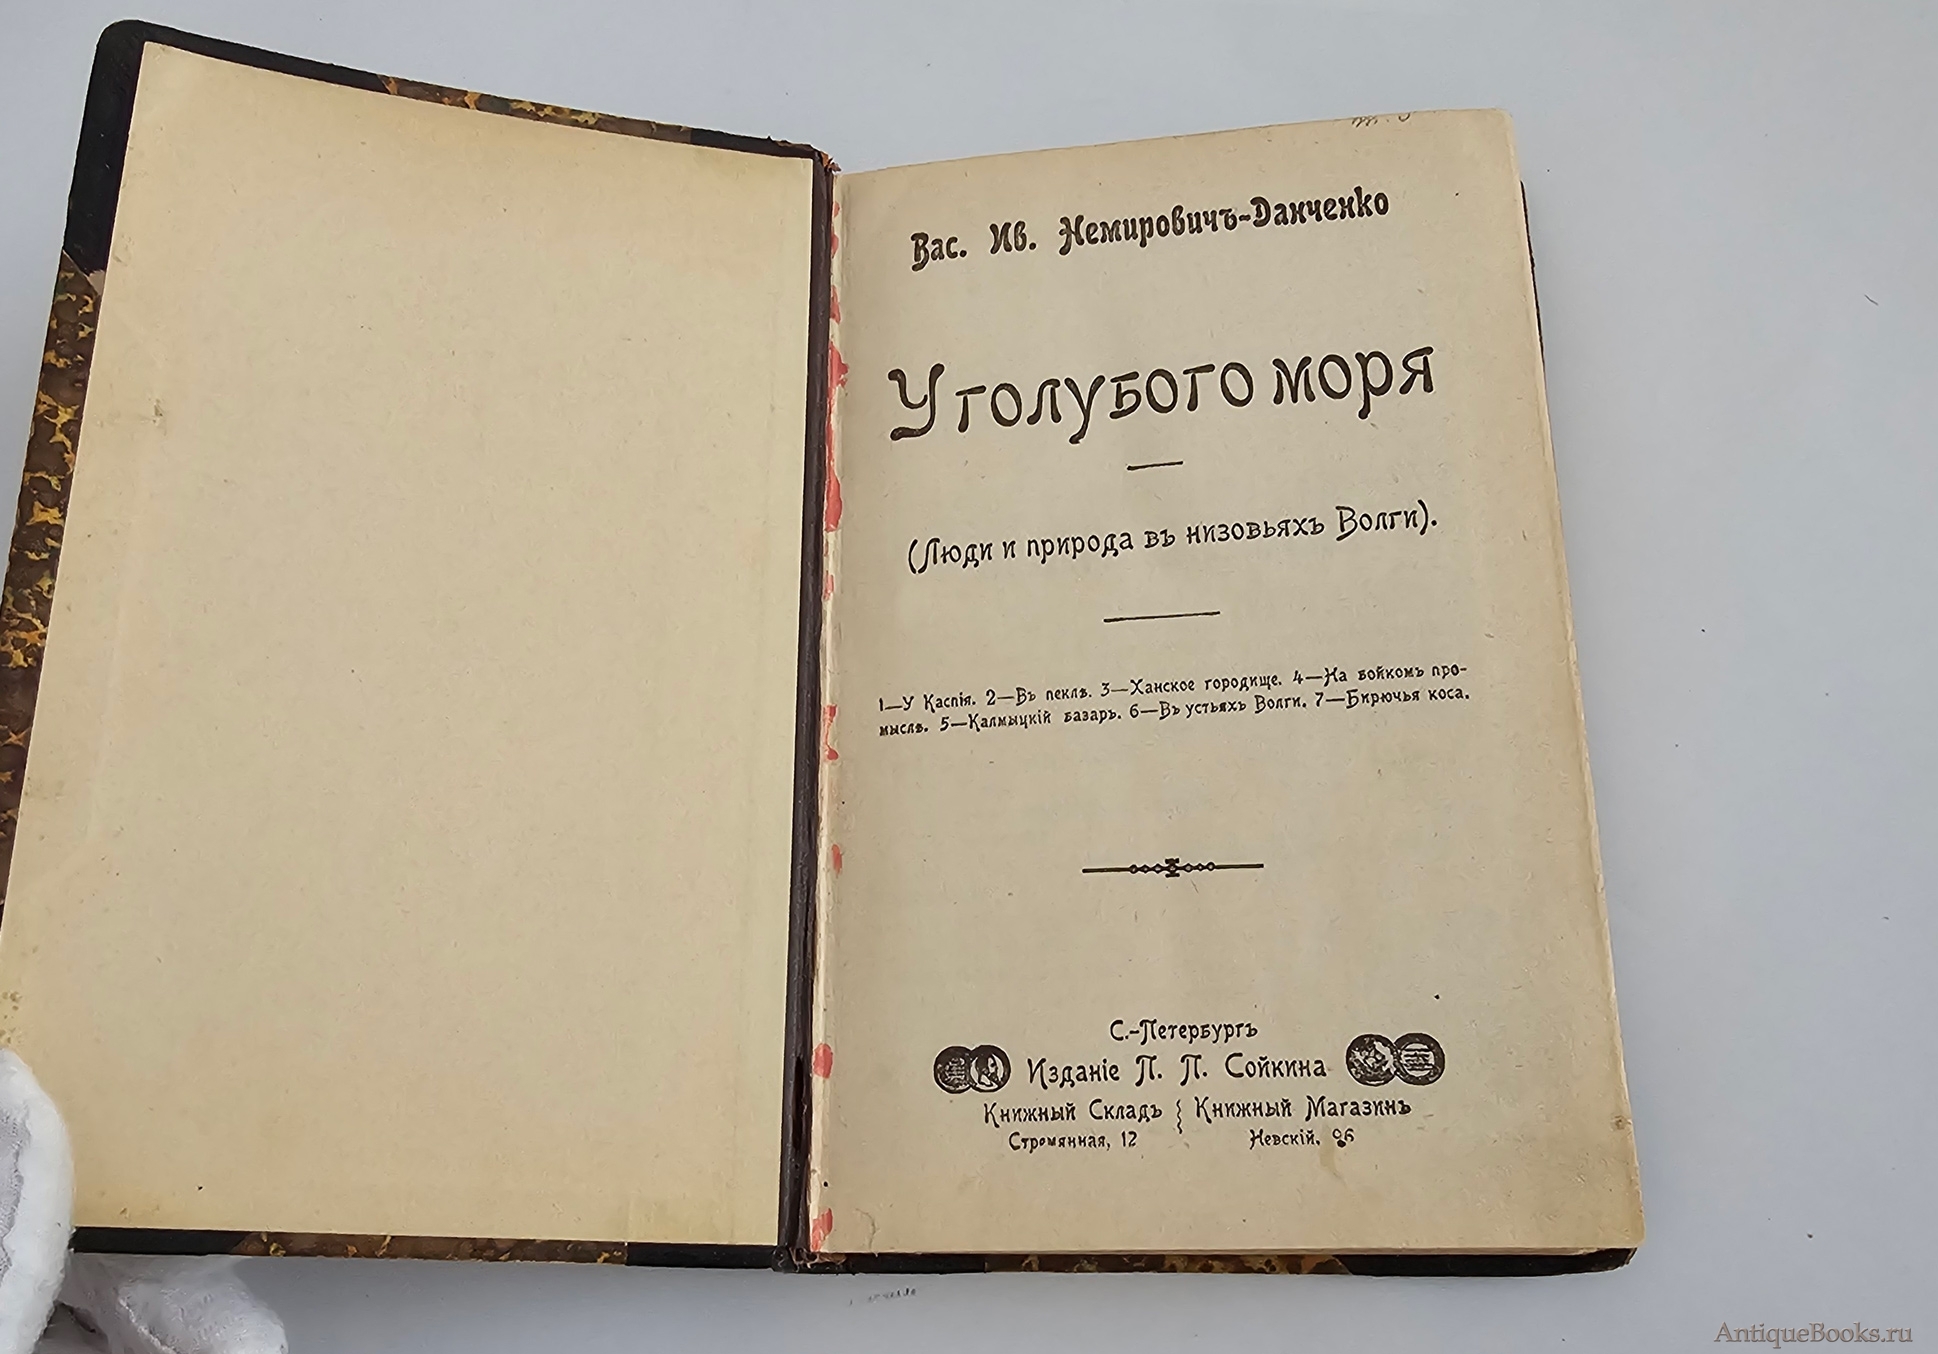 Вас. Ив. Немировичъ-Данченко
У голубого моря
(Люди и природа въ низовьяхъ Волги).
1—У Каспія. 2—Въ пеклѣ. 3—Ханское городище. 4—На бойкомъ про-
мыслѣ. 5—Калмыцкій базаръ. 6—Въ устьяхъ Волги. 7—Бирючья коса.
С.-Петербургъ
Изданіе П. П. Сойкина
Книжный Складъ { Книжный Магазинъ
Стремянная, 12 Невскій, 96
AntiqueBooks.ru